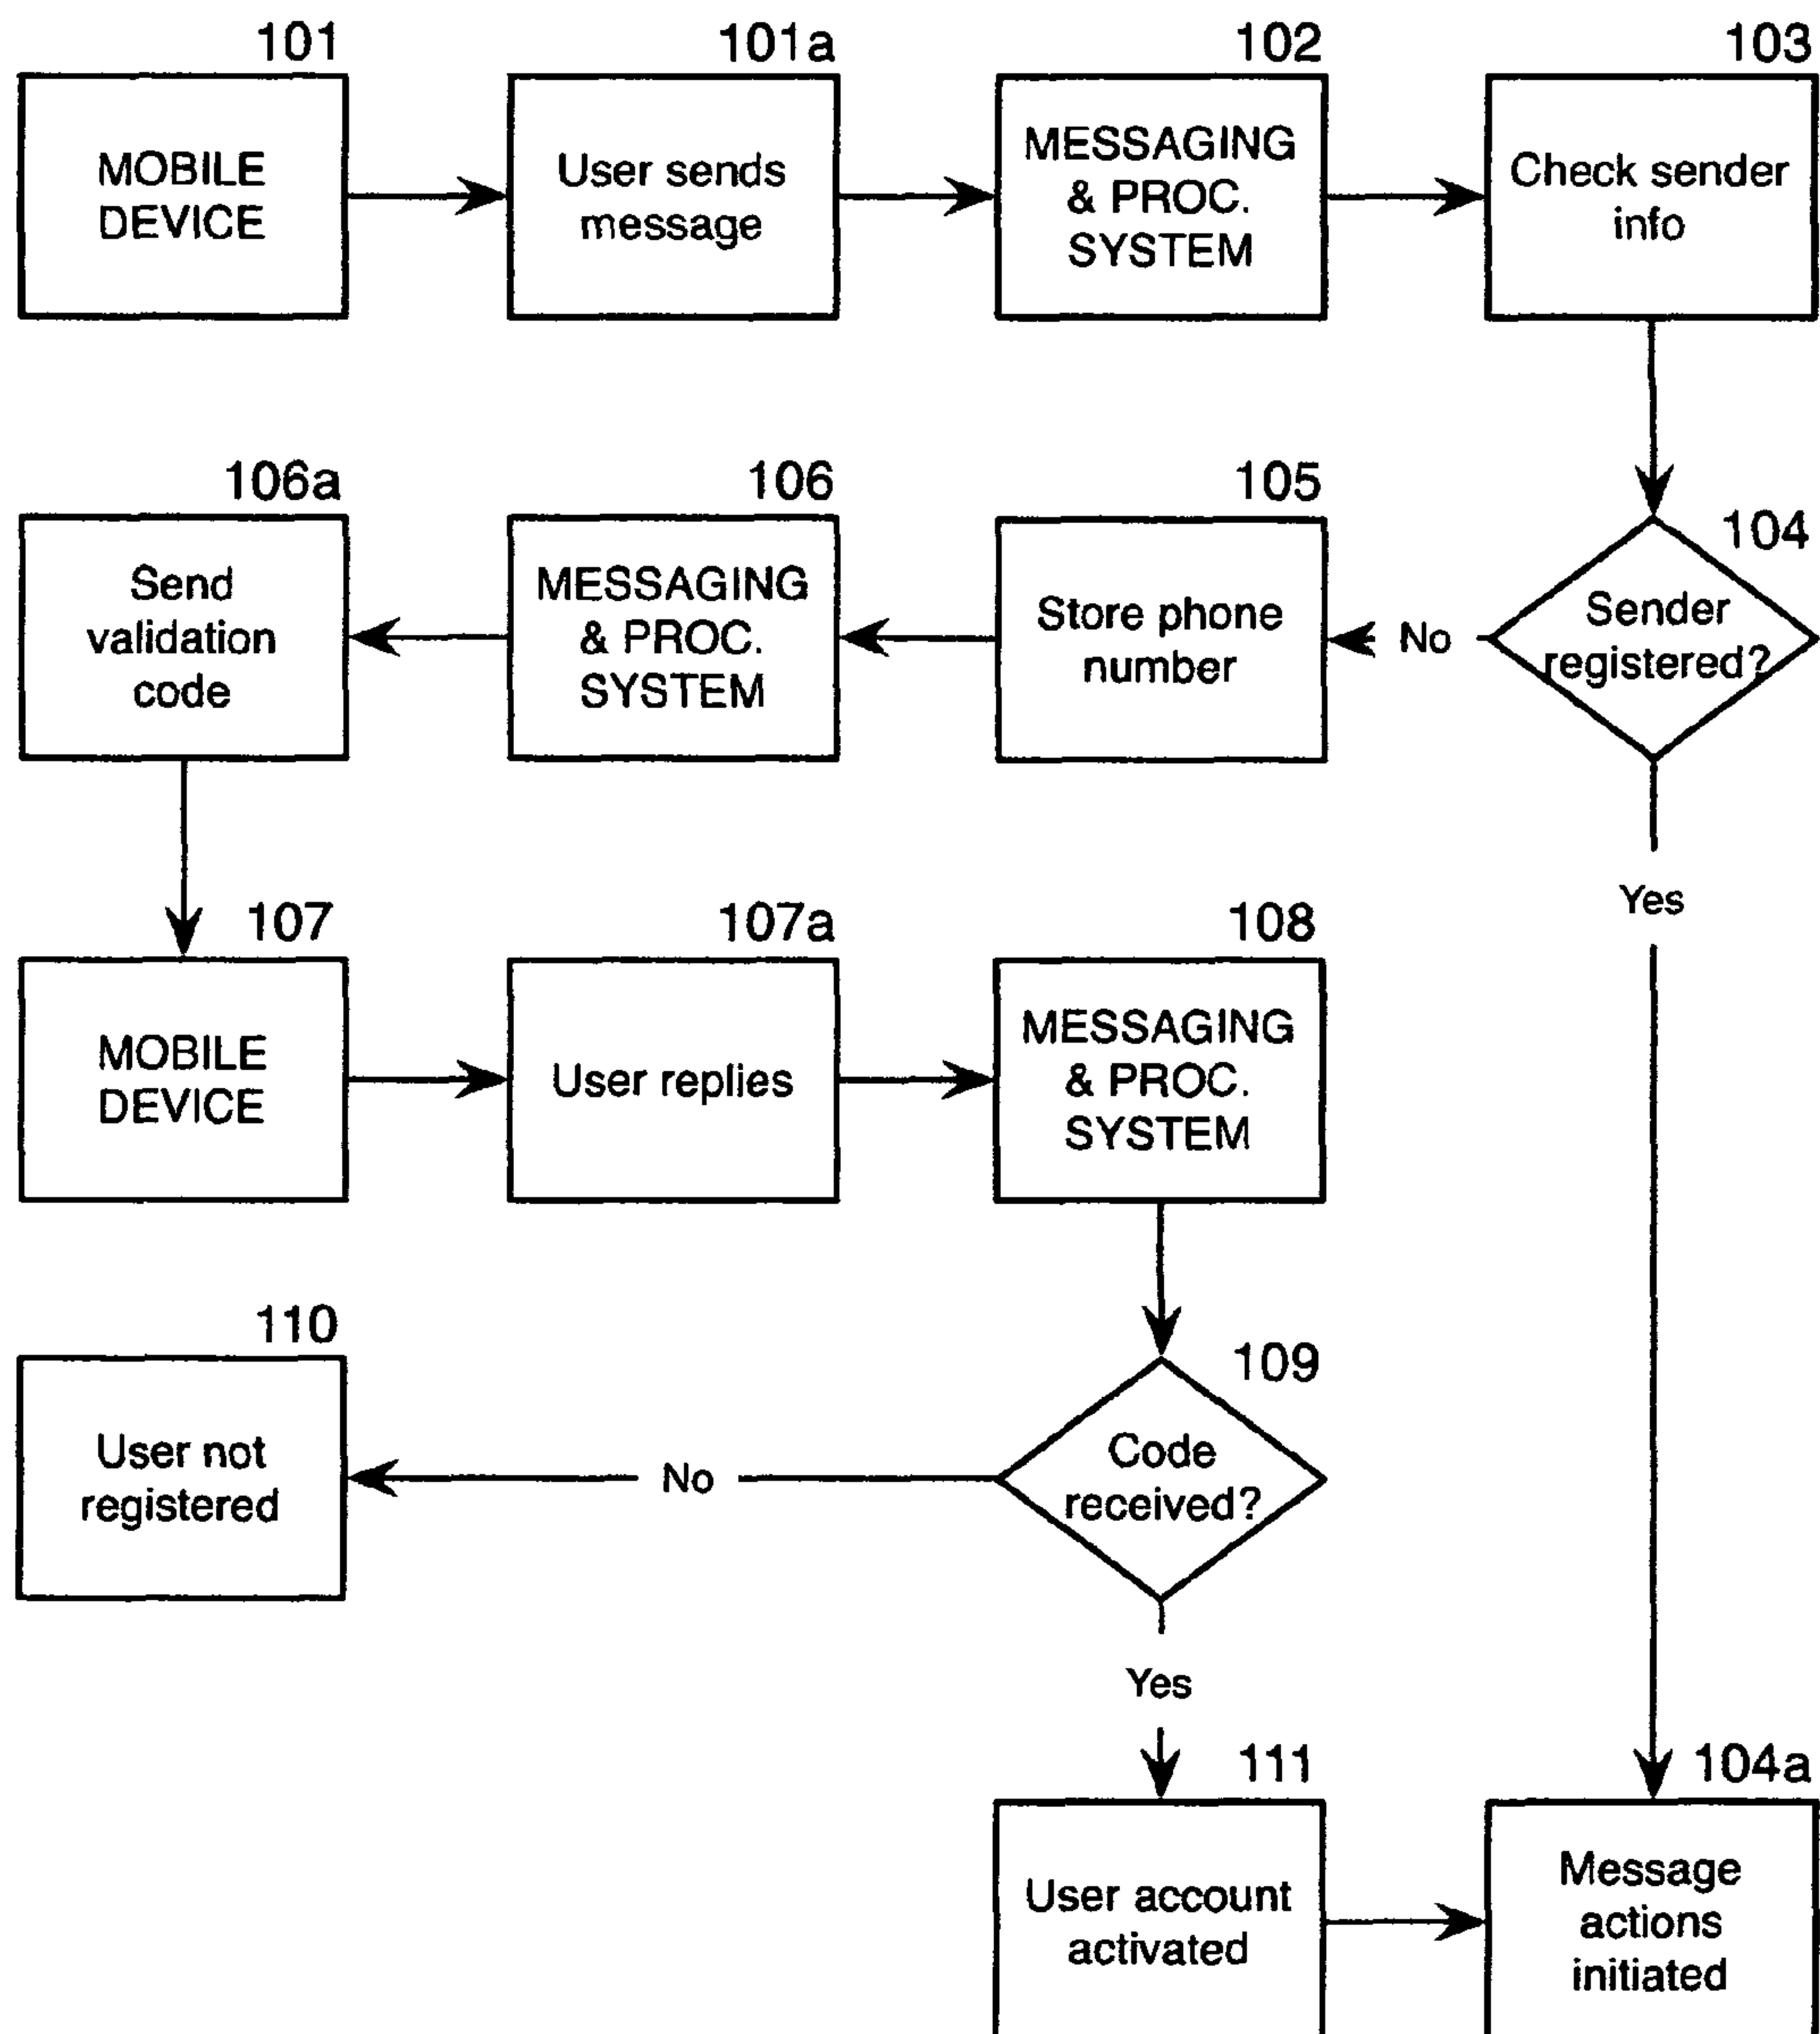 101
101a
102
103
MOBILE
DEVICE
User sends
message
MESSAGING
& PROC.
SYSTEM
Check sender
info
106a
106
105
104
Send
validation
code
MESSAGING
& PROC.
SYSTEM
Store phone
number
No
Sender
registered?
Yes
107
107a
108
MOBILE
DEVICE
User replies
MESSAGING
& PROC.
SYSTEM
110
109
User not
registered
No
Code
received?
Yes
111
104a
User account
activated
Message
actions
initiated